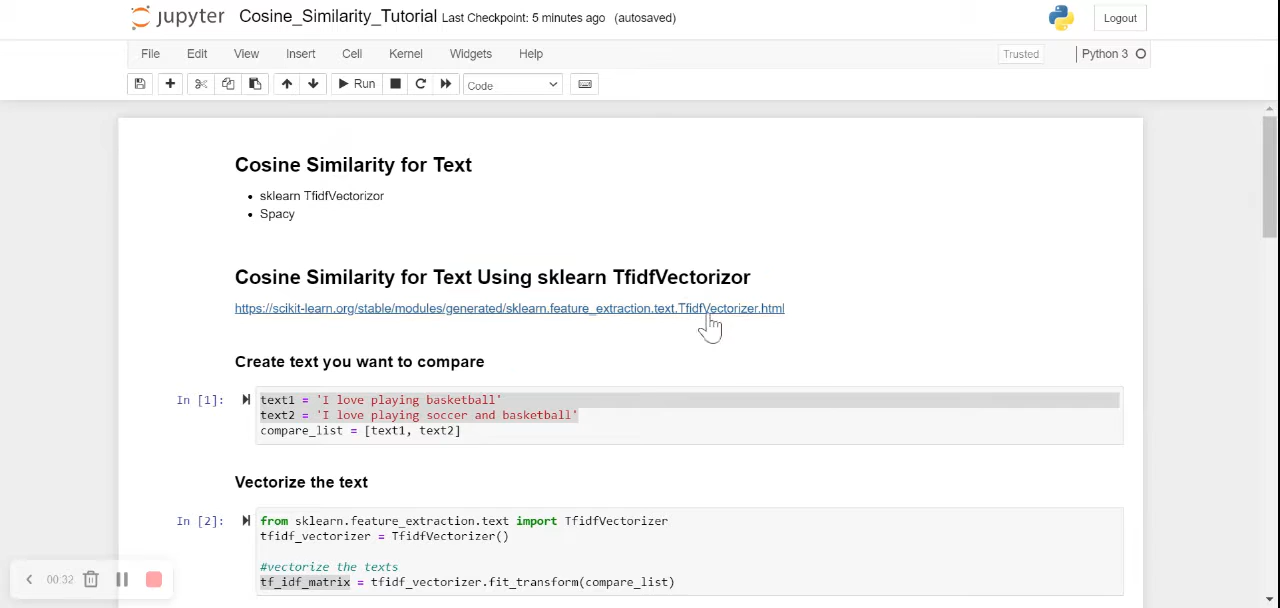 jupyter Cosine_Similarity_Tutorial Last Checkpoint: 5 minutes ago (autosaved) Logout
File Edit View Insert Cell Kernel Widgets Help Trusted Python 3
Run Code
Cosine Similarity for Text
sklearn TfidfVectorizor
Spacy
Cosine Similarity for Text Using sklearn TfidfVectorizor
https://scikit-learn.org/stable/modules/generated/sklearn.feature_extraction.text.TfidfVectorizer.html
Create text you want to compare
In [1]: text1 = 'I love playing basketball'
text2 = 'I love playing soccer and basketball'
compare_list = [text1, text2]
Vectorize the text
In [2]: from sklearn.feature_extraction.text import TfidfVectorizer
tfidf_vectorizer = TfidfVectorizer()
#vectorize the texts
tf_idf_matrix = tfidf_vectorizer.fit_transform(compare_list)
00:32